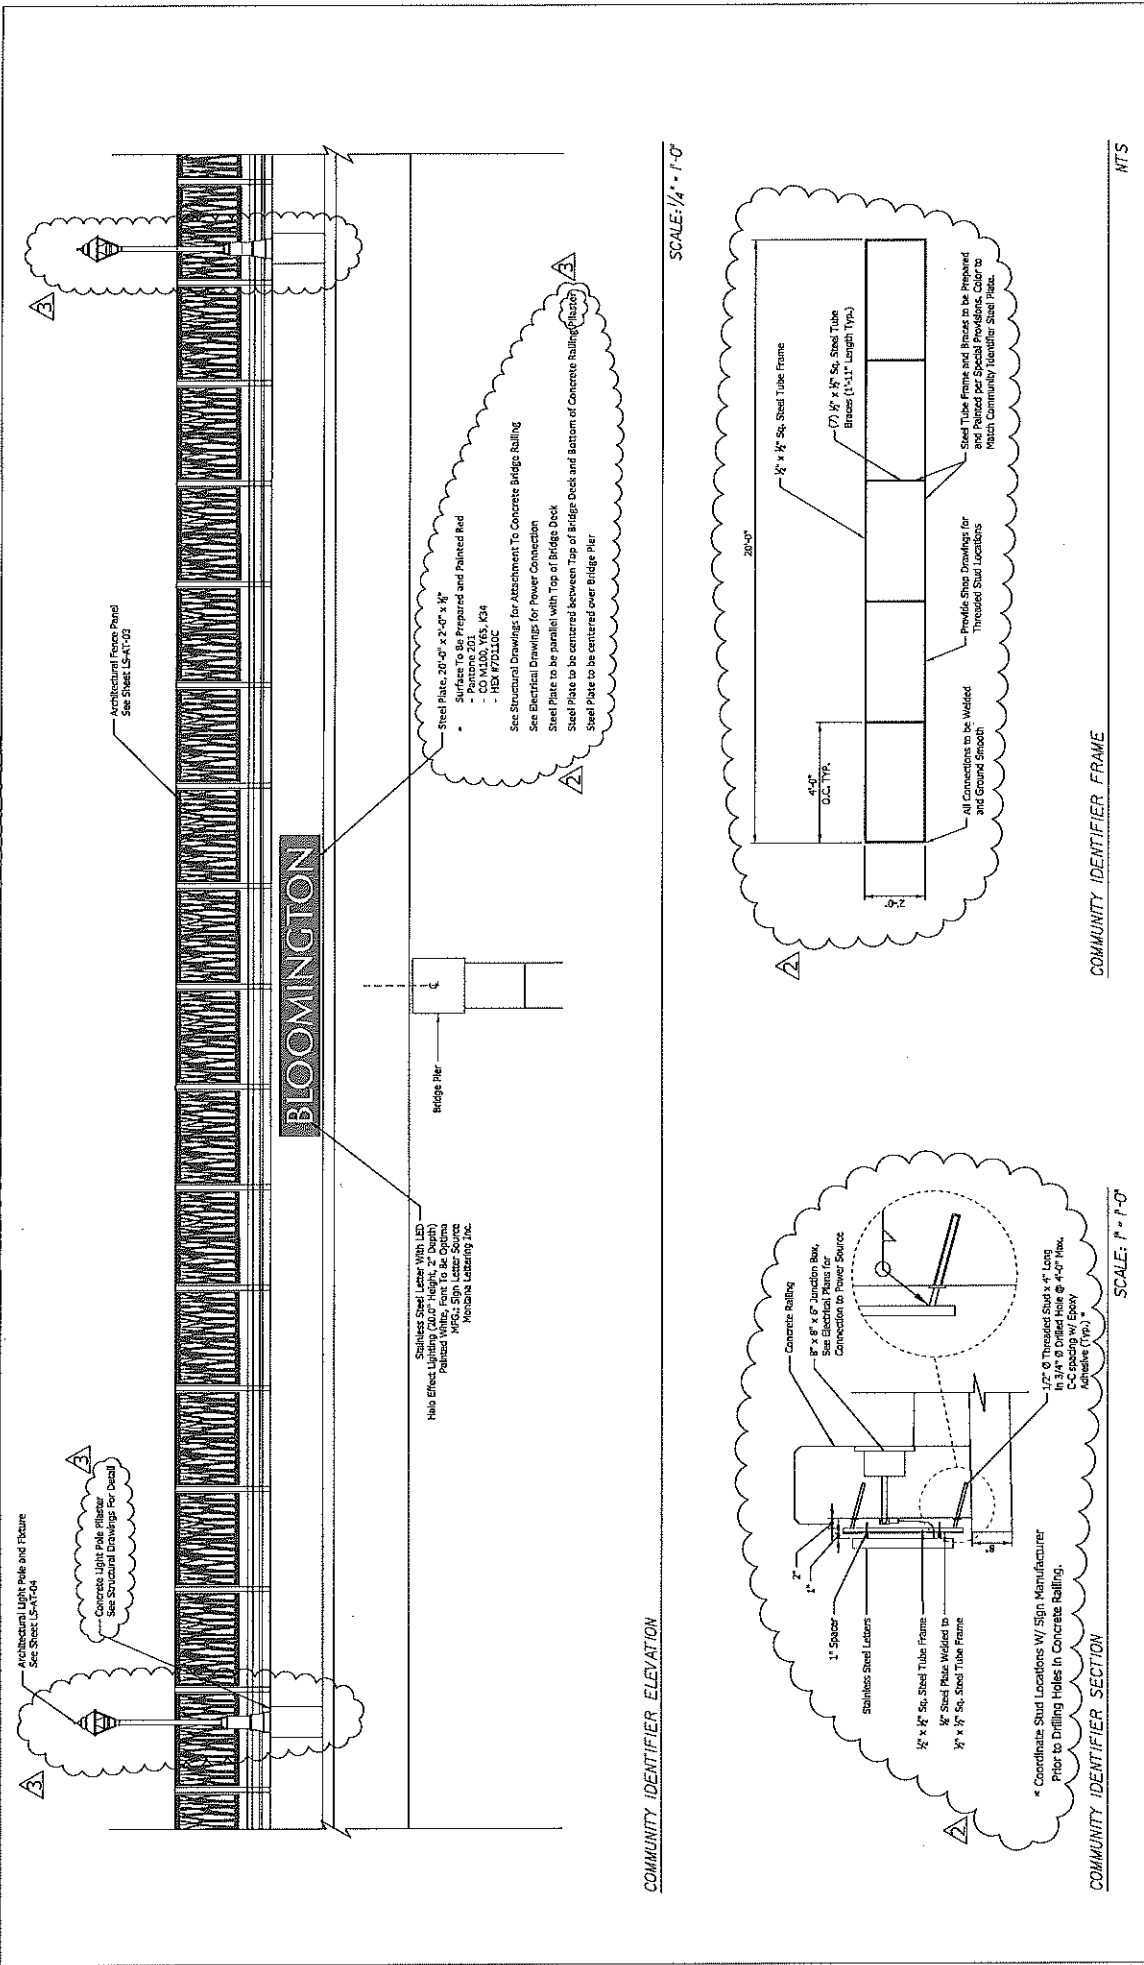 Architectural Light Pole and Fixture
See Sheet LS-AT-04
3
3
Concrete Light Pole Pilaster
See Structural Drawings For Detail
Architectural Fence Panel
See Sheet LS-AT-03
3
BLOOMINGTON
Stainless Steel Letter With LED
Halo Effect Lighting (20.0" Height, 2" Depth)
Painted White, Font To Be Optima
MFG.: Sign Letter Source
Montana Lettering Inc.
Bridge Pier
Steel Plate, 20'-0" x 2'-0" x ⅛"
Surface To Be Prepared and Painted Red
- Pantone 201
- CO M100, Y65, K34
- HEX #7D110C
See Structural Drawings for Attachment To Concrete Bridge Railing
See Electrical Drawings for Power Connection
Steel Plate to be parallel with Top of Bridge Deck
Steel Plate to be centered between Top of Bridge Deck and Bottom of Concrete Railing Pilaster
Steel Plate to be centered over Bridge Pier
2
3
COMMUNITY IDENTIFIER ELEVATION
SCALE: 1/4" = 1'-0"
2
2"
1"
1" Spacer
Stainless Steel Letters
½" x ½" Sq. Steel Tube Frame
⅛" Steel Plate Welded to
½" x ½" Sq. Steel Tube Frame
Concrete Railing
8" x 8" x 6" Junction Box,
See Electrical Plans for
Connection to Power Source
8"
1/2" Ø Threaded Stud x 4" Long
In 3/4" Ø Drilled Hole @ 4'-0" Max.
C-C spacing w/ Epoxy
Adhesive (Typ.) *
* Coordinate Stud Locations W/ Sign Manufacturer
Prior to Drilling Holes in Concrete Railing.
COMMUNITY IDENTIFIER SECTION
SCALE: 1" = 1'-0"
2
20'-0"
4'-0"
O.C. TYP.
2'-0"
½" x ½" Sq. Steel Tube Frame
(7) ½" x ½" Sq. Steel Tube
Braces (1'-11" Length Typ.)
All Connections to be Welded
and Ground Smooth
Provide Shop Drawings for
Threaded Stud Locations
Steel Tube Frame and Braces to be Prepared
and Painted per Special Provisions. Color to
Match Community Identifier Steel Plate.
COMMUNITY IDENTIFIER FRAME
NTS